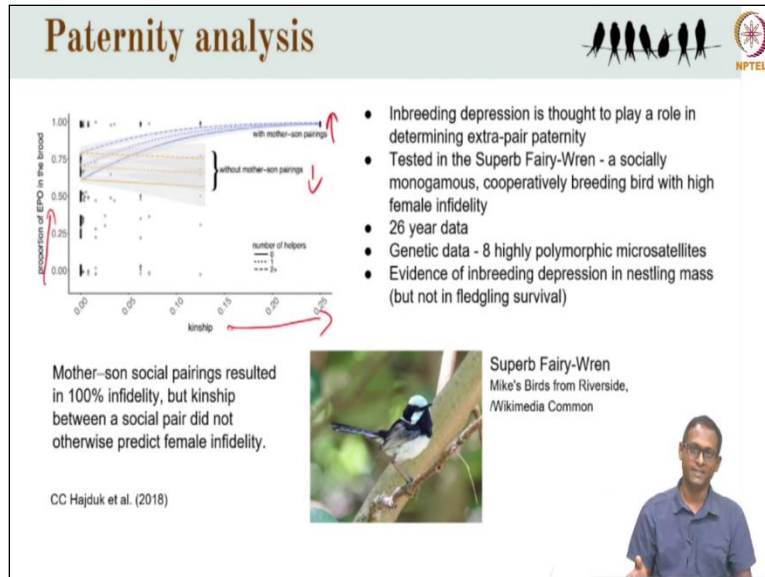 Paternity analysis
NPTEL
proportion of EPO in the brood
1.00
0.75
0.50
0.25
0.00
with mother-son pairings
without mother-son pairings
number of helpers
0
1
2+
0.00
0.05
0.10
0.15
0.20
0.25
kinship
● Inbreeding depression is thought to play a role in
determining extra-pair paternity
● Tested in the Superb Fairy-Wren - a socially
monogamous, cooperatively breeding bird with high
female infidelity
● 26 year data
● Genetic data - 8 highly polymorphic microsatellites
● Evidence of inbreeding depression in nestling mass
(but not in fledgling survival)
Mother–son social pairings resulted
in 100% infidelity, but kinship
between a social pair did not
otherwise predict female infidelity.
CC Hajduk et al. (2018)
Superb Fairy-Wren
Mike's Birds from Riverside,
/Wikimedia Common